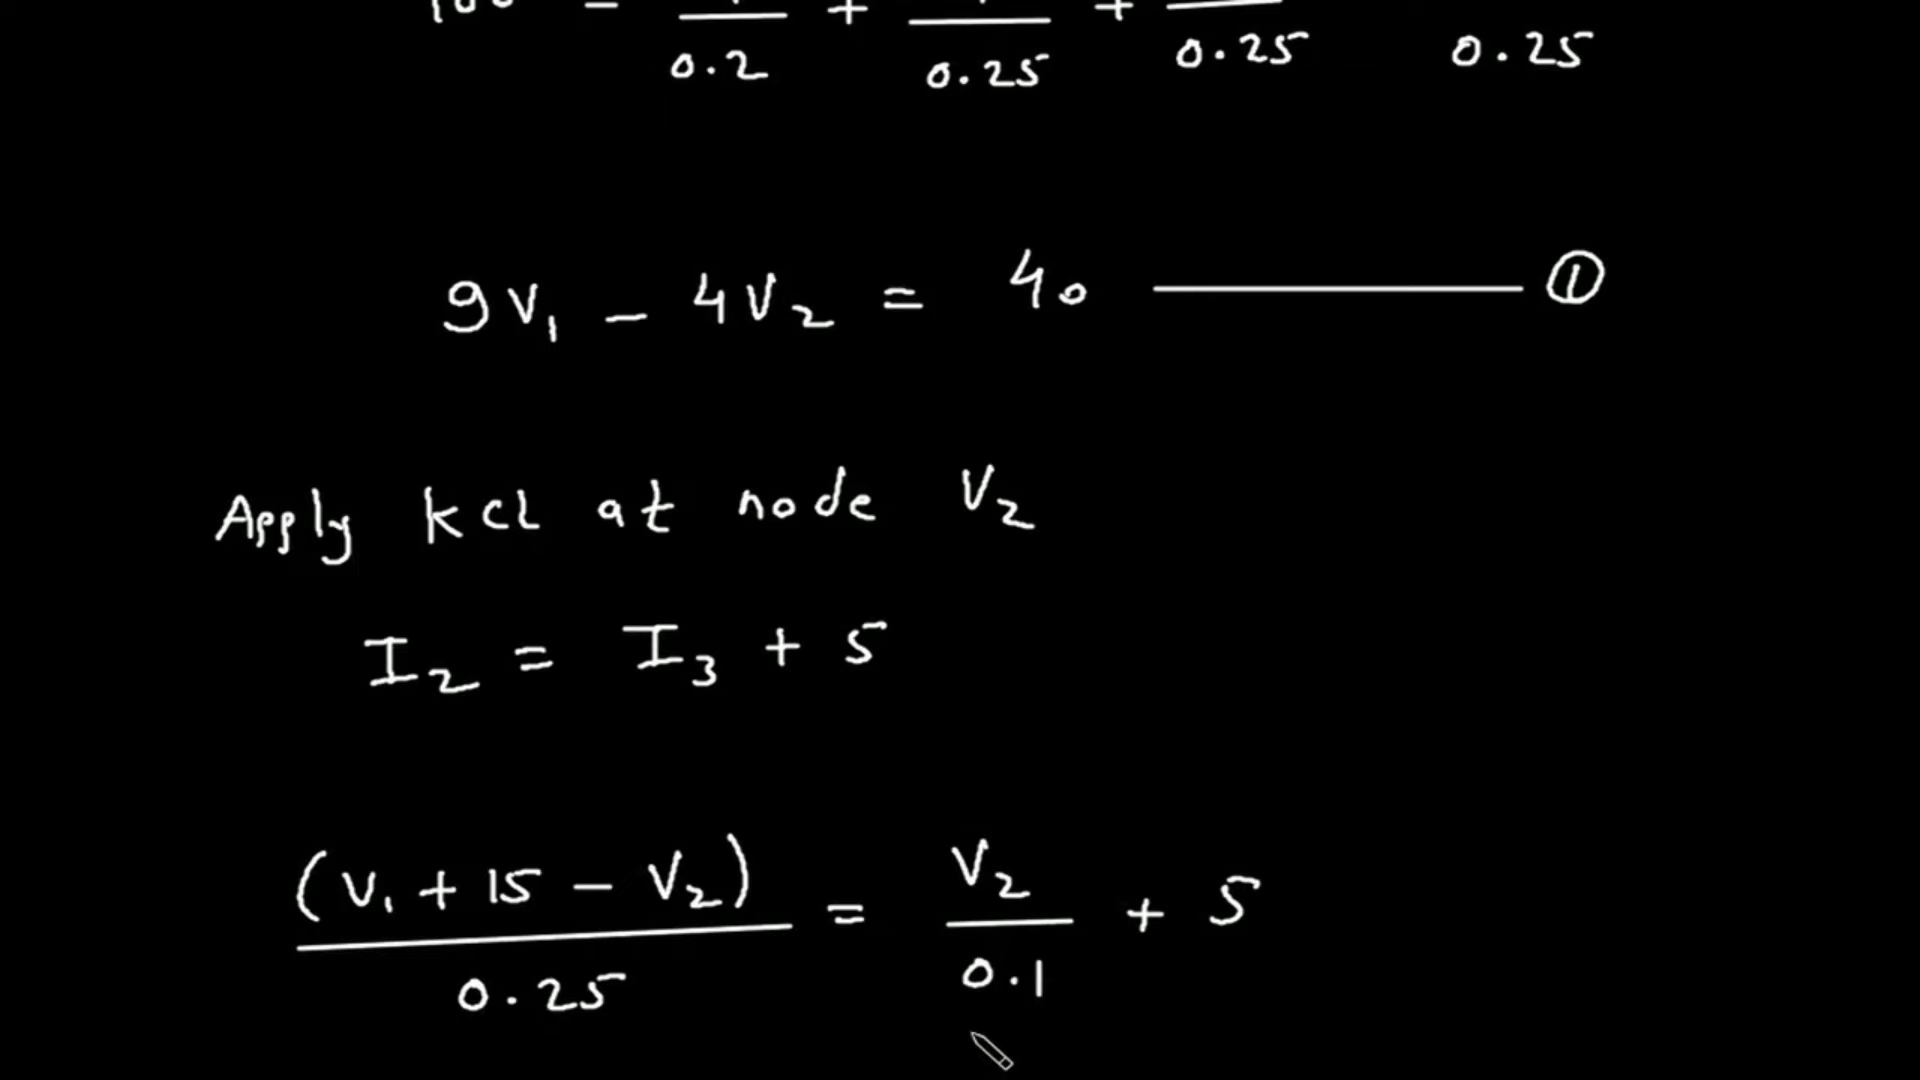 100 = ― + ― + ―
0.2 0.25 0.25 0.25
9V₁ - 4V₂ = 40 ——— ①
Apply kcl at node V₂
I₂ = I₃ + 5
(V₁ + 15 - V₂) = V₂ + 5
0.25 0.1